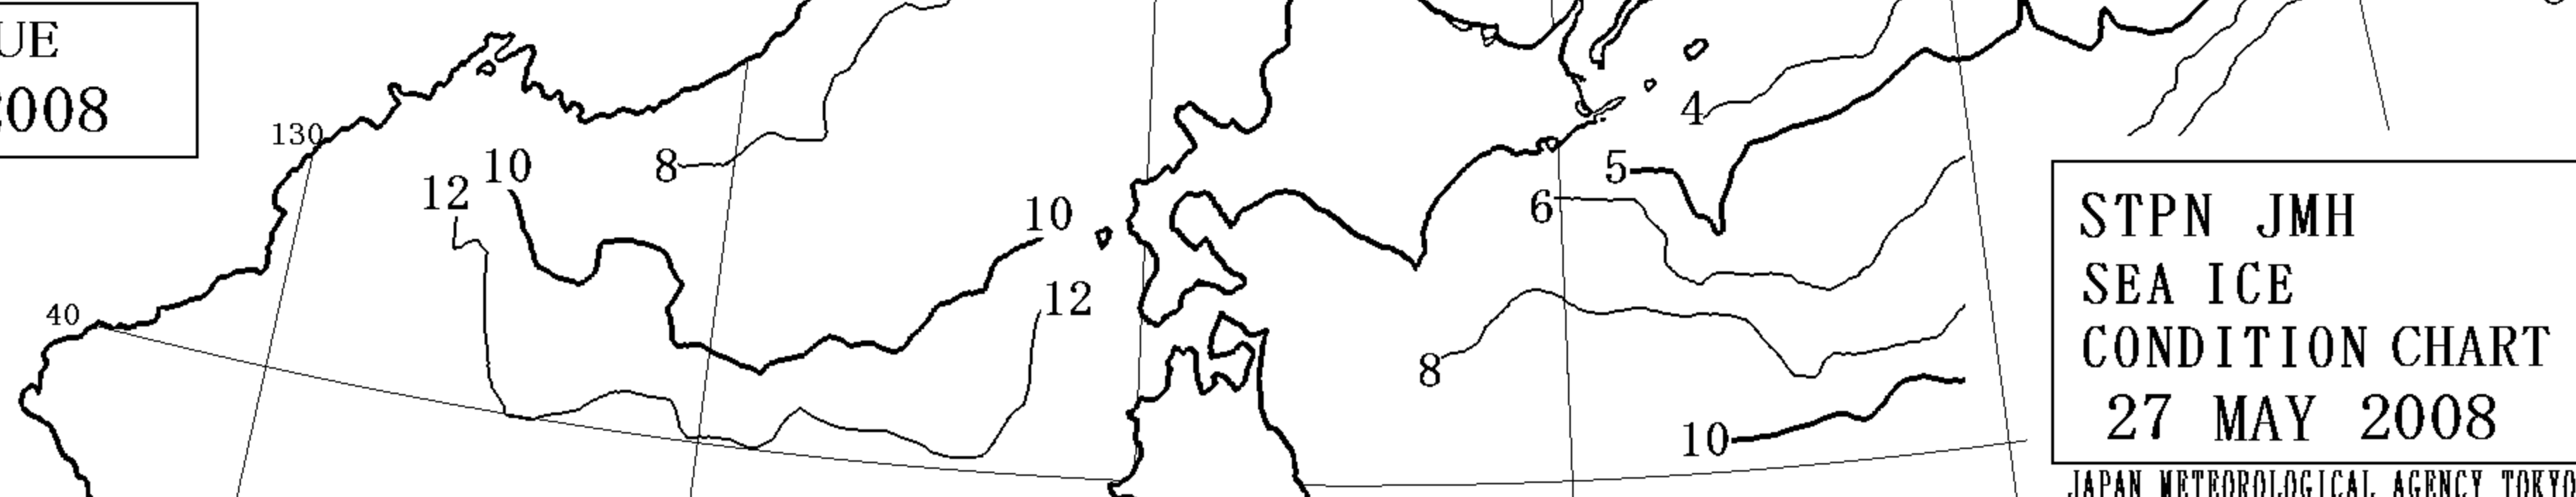 UE
2008
130
10
12
8
40
10
12
4
5
6
8
10
STPN JMH
SEA ICE
CONDITION CHART
27 MAY 2008
JAPAN METEOROLOGICAL AGENCY TOKYO